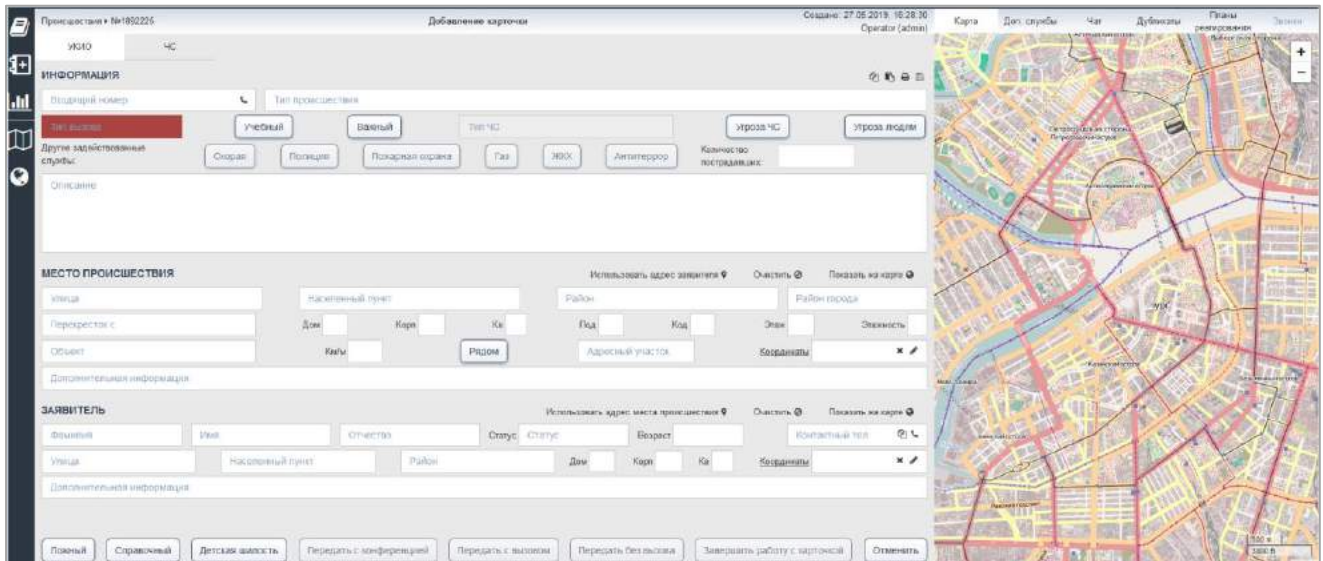 Происшествия • №1892226 Добавление карточки Создано: 27.05.2019, 16:28:30
Operator (admin)
УКИО ЧС
ИНФОРМАЦИЯ
Входящий номер Тип происшествия
Тип вызова Учебный Важный Тип ЧС Угроза ЧС Угроза людям
Другие задействованные службы: Скорая Полиция Пожарная охрана Газ ЖКХ Антитеррор Количество пострадавших:
Описание
МЕСТО ПРОИСШЕСТВИЯ Использовать адрес заявителя Очистить Показать на карте
Улица Населенный пункт Район Район города
Перекресток с Дом Корп Кв Под Код Этаж Этажность
Объект Км/м Рядом Адресный участок Координаты
Дополнительная информация
ЗАЯВИТЕЛЬ Использовать адрес места происшествия Очистить Показать на карте
Фамилия Имя Отчество Статус Статус Возраст Контактный тел
Улица Населенный пункт Район Дом Корп Кв Координаты
Дополнительная информация
Ложный Справочный Детская шалость Передать с конференцией Передать с вызовом Передать без вызова Завершить работу с карточкой Отменить
Карта Доп. службы Чат Дубликаты Планы реагирования Звонки
+
−
500 m